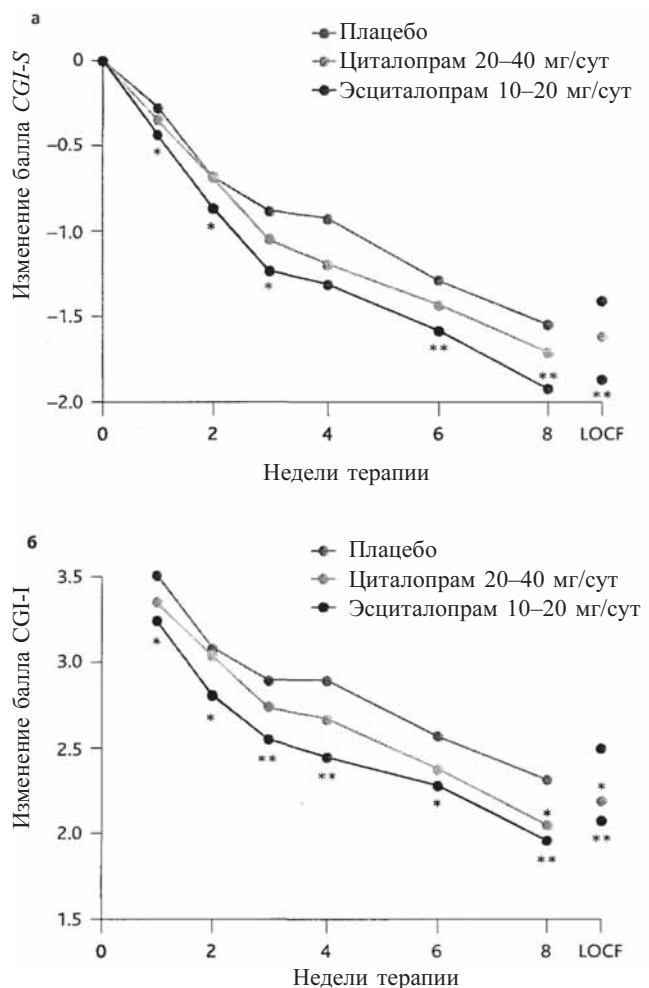 а
Плацебо
Циталопрам 20–40 мг/сут
Эсциталопрам 10–20 мг/сут
Изменение балла CGI-S
0
–0.5
–1.0
–1.5
–2.0
*
*
*
**
**
**
0 2 4 6 8 LOCF
Недели терапии
б
Плацебо
Циталопрам 20–40 мг/сут
Эсциталопрам 10–20 мг/сут
Изменение балла CGI-I
3.5
3.0
2.5
2.0
1.5
*
*
**
**
*
*
**
*
**
0 2 4 6 8 LOCF
Недели терапии